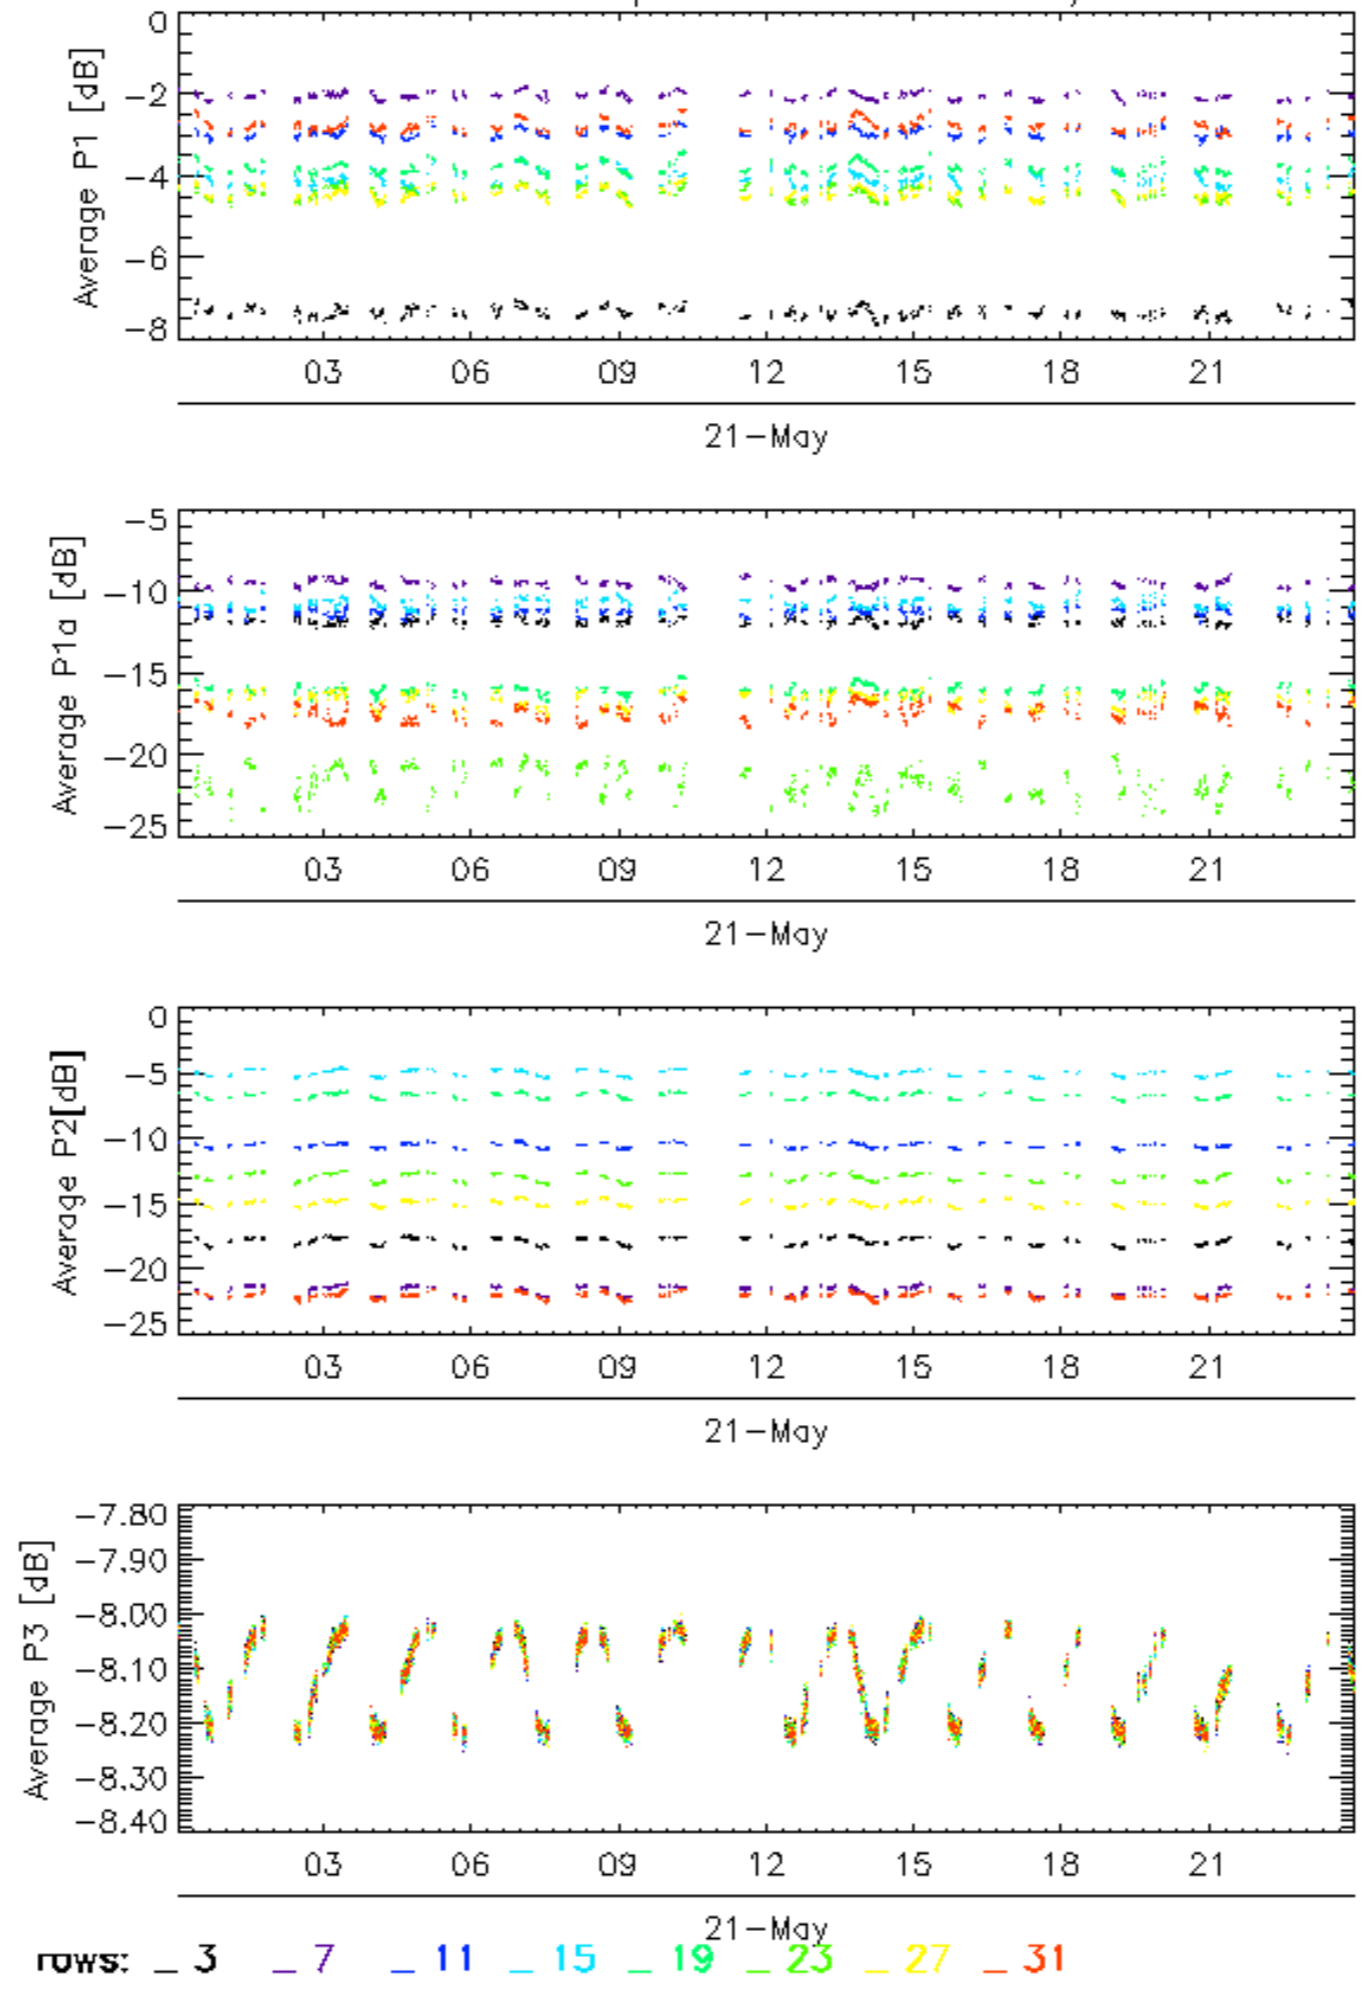 0
Average P1 [dB]
-2
-4
-6
-8
03 06 09 12 15 18 21
21-May
-5
Average P1a [dB]
-10
-15
-20
-25
03 06 09 12 15 18 21
21-May
0
Average P2[dB]
-5
-10
-15
-20
-25
03 06 09 12 15 18 21
21-May
-7.80
Average P3 [dB]
-7.90
-8.00
-8.10
-8.20
-8.30
-8.40
03 06 09 12 15 18 21
21-May
rows: _ 3 _ 7 _ 11 _ 15 _ 19 _ 23 _ 27 _ 31